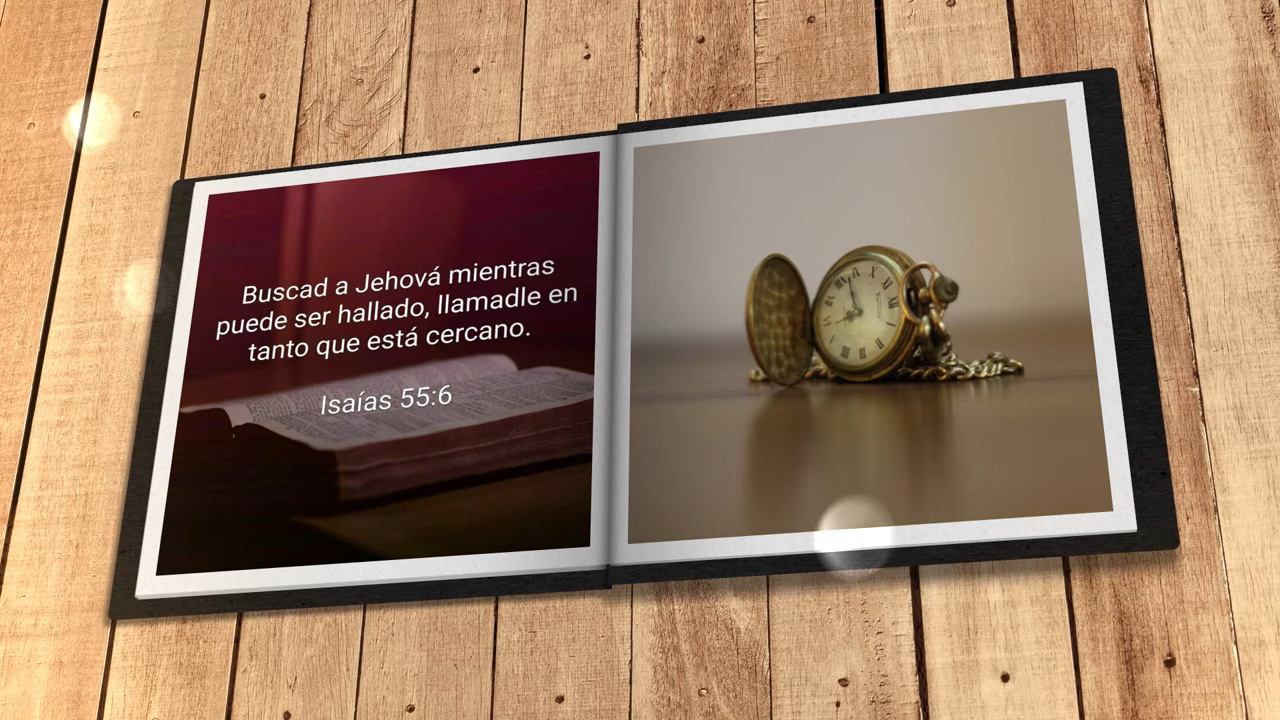 Buscad a Jehová mientras
puede ser hallado, llamadle en
tanto que está cercano.
Isaías 55:6